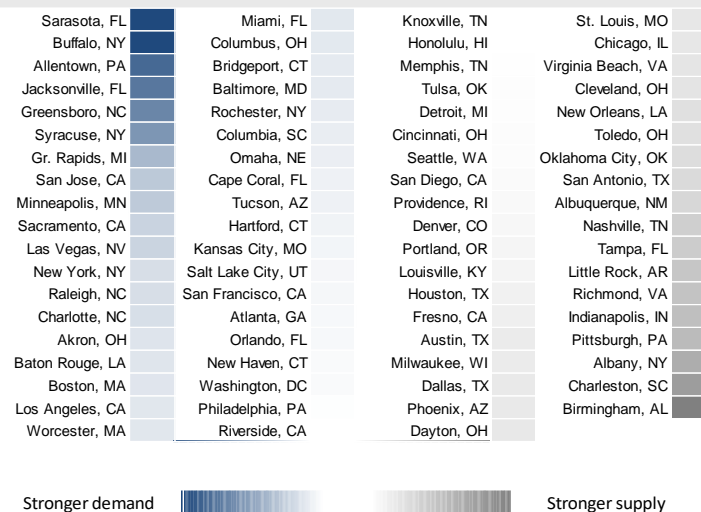 Sarasota, FL
Buffalo, NY
Allentown, PA
Jacksonville, FL
Greensboro, NC
Syracuse, NY
Gr. Rapids, MI
San Jose, CA
Minneapolis, MN
Sacramento, CA
Las Vegas, NV
New York, NY
Raleigh, NC
Charlotte, NC
Akron, OH
Baton Rouge, LA
Boston, MA
Los Angeles, CA
Worcester, MA
Miami, FL
Columbus, OH
Bridgeport, CT
Baltimore, MD
Rochester, NY
Columbia, SC
Omaha, NE
Cape Coral, FL
Tucson, AZ
Hartford, CT
Kansas City, MO
Salt Lake City, UT
San Francisco, CA
Atlanta, GA
Orlando, FL
New Haven, CT
Washington, DC
Philadelphia, PA
Riverside, CA
Knoxville, TN
Honolulu, HI
Memphis, TN
Tulsa, OK
Detroit, MI
Cincinnati, OH
Seattle, WA
San Diego, CA
Providence, RI
Denver, CO
Portland, OR
Louisville, KY
Houston, TX
Fresno, CA
Austin, TX
Milwaukee, WI
Dallas, TX
Phoenix, AZ
Dayton, OH
St. Louis, MO
Chicago, IL
Virginia Beach, VA
Cleveland, OH
New Orleans, LA
Toledo, OH
Oklahoma City, OK
San Antonio, TX
Albuquerque, NM
Nashville, TN
Tampa, FL
Little Rock, AR
Richmond, VA
Indianapolis, IN
Pittsburgh, PA
Albany, NY
Charleston, SC
Birmingham, AL
Stronger demand
Stronger supply